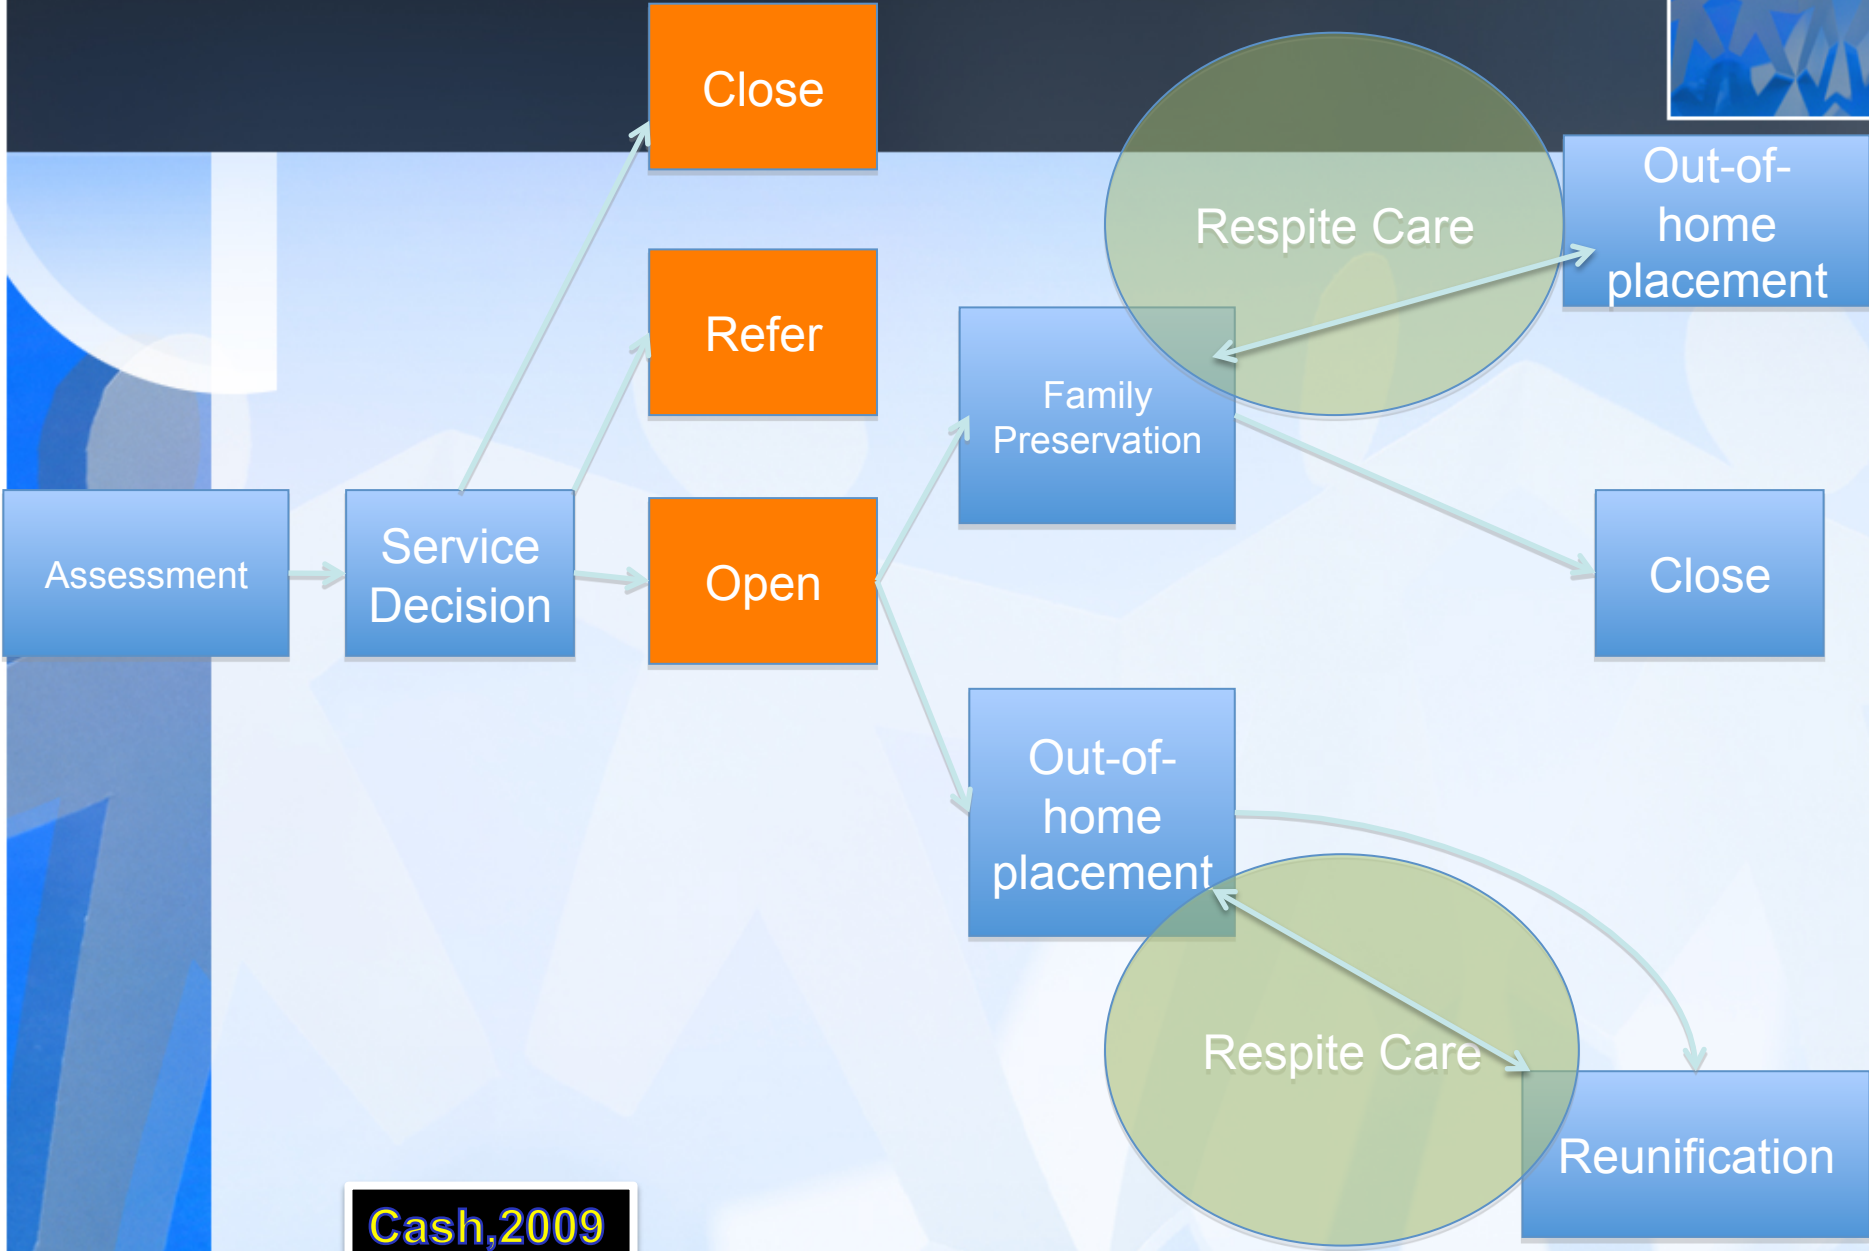 Close
Respite Care
Out-of-
home
placement
Refer
Family
Preservation
Assessment
Service
Decision
Open
Close
Out-of-
home
placement
Respite Care
Reunification
Cash,2009